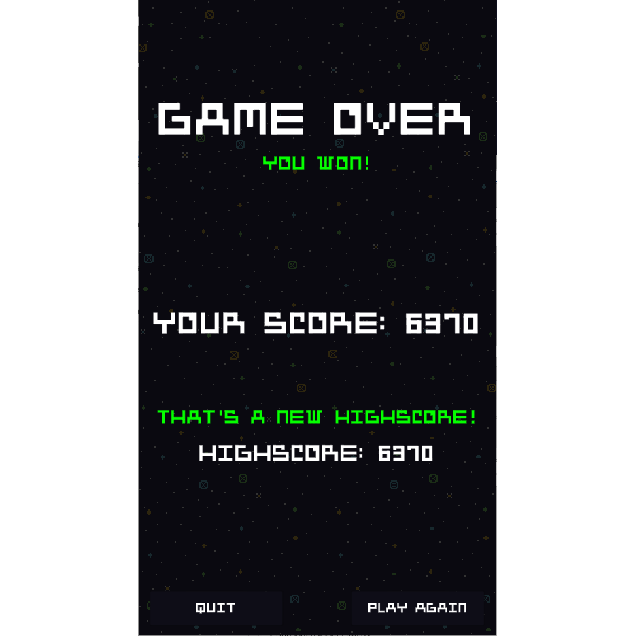 GAME OVER
YOU WON!
YOUR SCORE: 6370
THAT'S A NEW HIGHSCORE!
HIGHSCORE: 6370
QUIT PLAY AGAIN